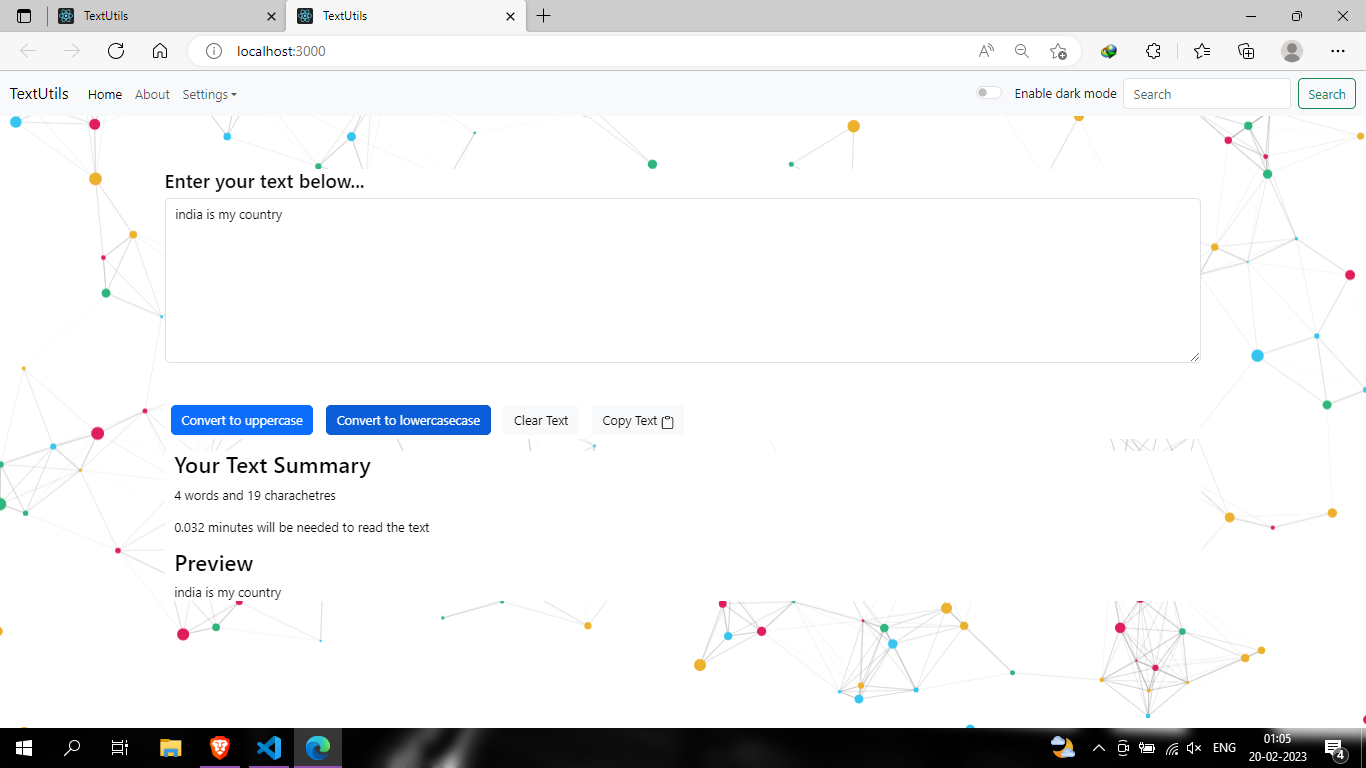 TextUtils
TextUtils
localhost:3000
TextUtils Home About Settings Enable dark mode Search Search
Enter your text below...
india is my country
Convert to uppercase Convert to lowercasecase Clear Text Copy Text
Your Text Summary
4 words and 19 charachetres
0.032 minutes will be needed to read the text
Preview
india is my country
ENG
01:05
20-02-2023
4